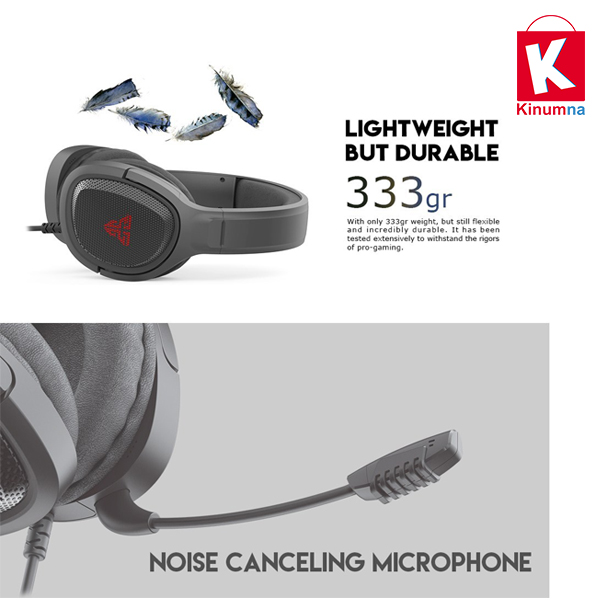 K
Kinumna
LIGHTWEIGHT
BUT DURABLE
333gr
With only 333gr weight, but still flexible
and incredibly durable. It has been
tested extensively to withstand the rigors
of pro-gaming.
NOISE CANCELING MICROPHONE